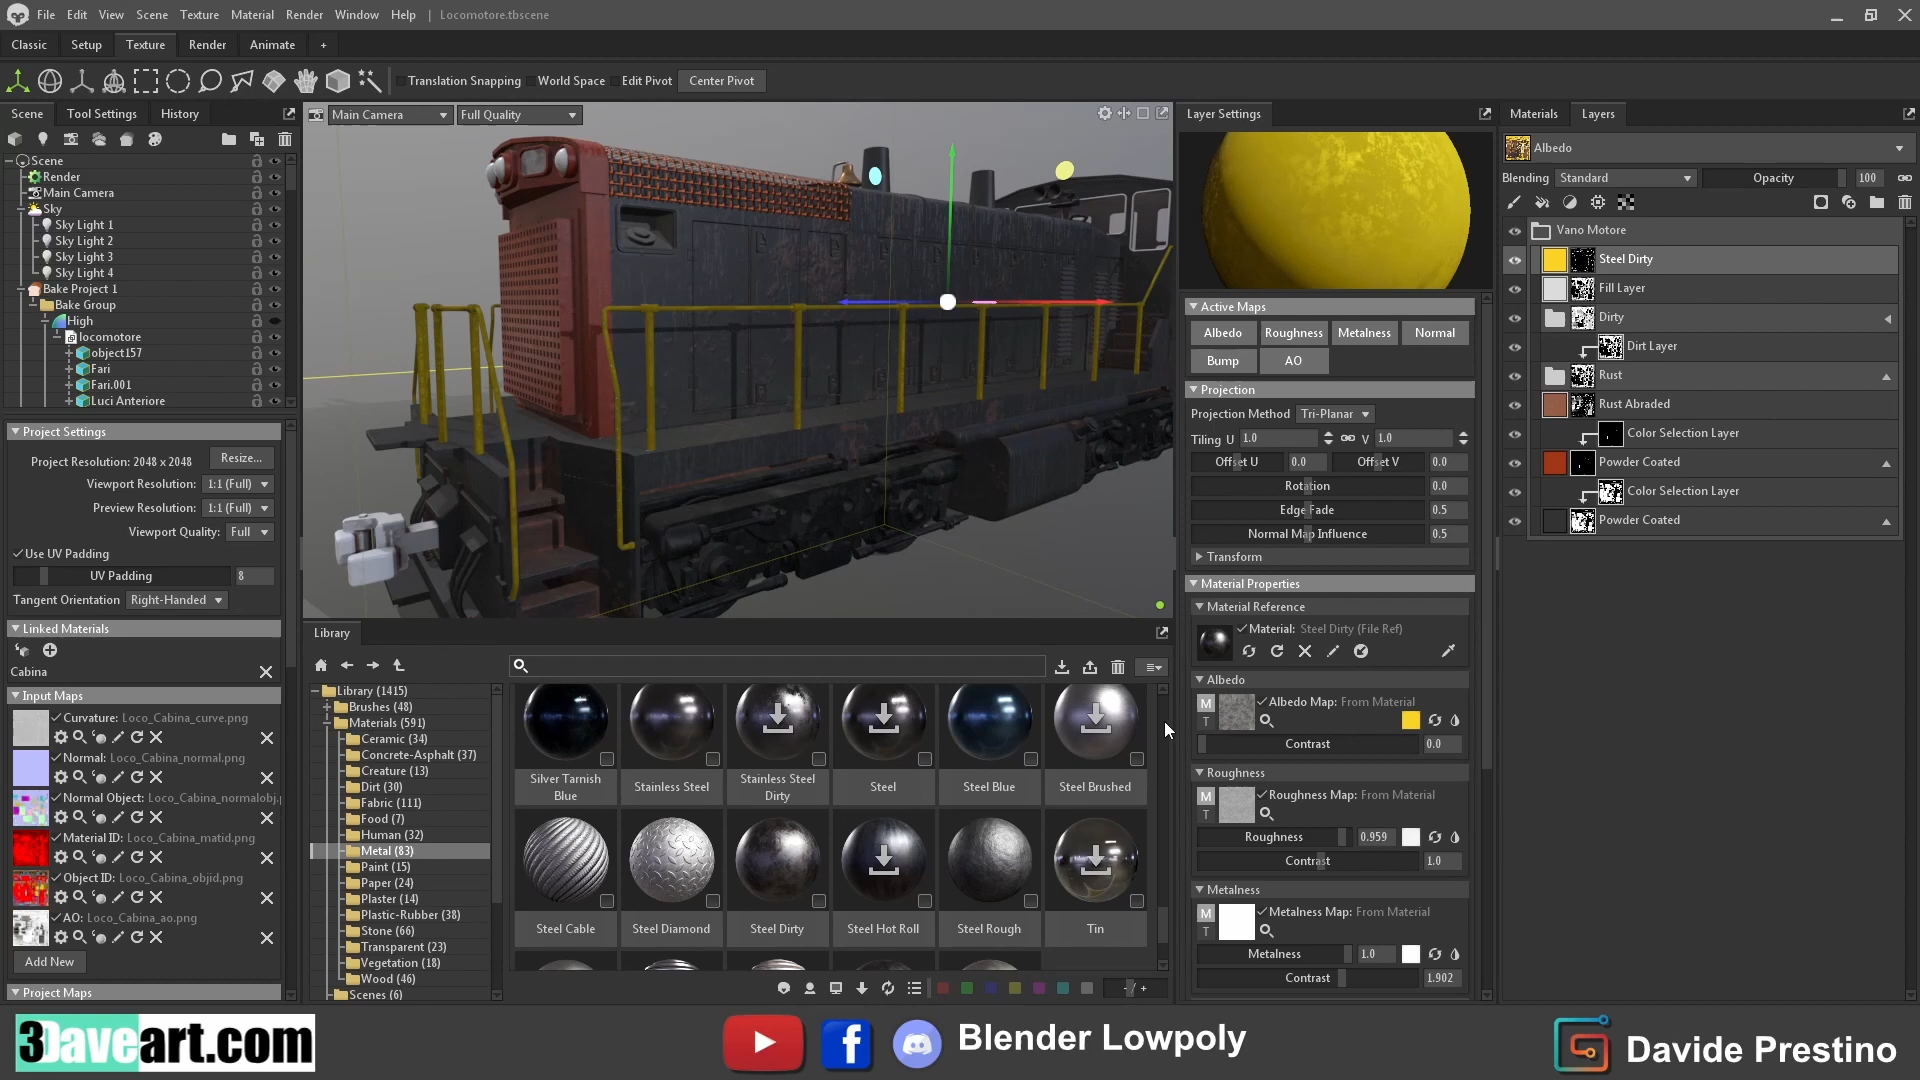 File Edit View Scene Texture Material Render Window Help | Locomotore.tbscene
Classic Setup Texture Render Animate +
Translation Snapping World Space Edit Pivot Center Pivot
Scene Tool Settings History
Scene
Render
Main Camera
Sky
Sky Light 1
Sky Light 2
Sky Light 3
Sky Light 4
Bake Project 1
Bake Group
High
locomotore
object157
Fari
Fari.001
Luci Anteriore
Project Settings
Project Resolution: 2048 x 2048 Resize...
Viewport Resolution: 1:1 (Full)
Preview Resolution: 1:1 (Full)
Viewport Quality: Full
Use UV Padding
UV Padding 8
Tangent Orientation Right-Handed
Linked Materials
Cabina
Input Maps
Curvature: Loco_Cabina_curve.png
Normal: Loco_Cabina_normal.png
Normal Object: Loco_Cabina_normalobj.p
Material ID: Loco_Cabina_matid.png
Object ID: Loco_Cabina_objid.png
AO: Loco_Cabina_ao.png
Add New
Project Maps
Main Camera Full Quality
Library
Library (1415)
Brushes (48)
Materials (591)
Ceramic (34)
Concrete-Asphalt (37)
Creature (13)
Dirt (30)
Fabric (111)
Food (7)
Human (32)
Metal (83)
Paint (15)
Paper (24)
Plaster (14)
Plastic-Rubber (38)
Stone (66)
Transparent (23)
Vegetation (18)
Wood (46)
Scenes (6)
Silver Tarnish Blue
Stainless Steel
Stainless Steel Dirty
Steel
Steel Blue
Steel Brushed
Steel Cable
Steel Diamond
Steel Dirty
Steel Hot Roll
Steel Rough
Tin
Layer Settings
Active Maps
Albedo Roughness Metalness Normal
Bump AO
Projection
Projection Method Tri-Planar
Tiling U 1.0 V 1.0
Offset U 0.0 Offset V 0.0
Rotation 0.0
Edge Fade 0.5
Normal Map Influence 0.5
Transform
Material Properties
Material Reference
Material: Steel Dirty (File Ref)
Albedo
M Albedo Map: From Material
T
Contrast 0.0
Roughness
M Roughness Map: From Material
T
Roughness 0.959
Contrast 1.0
Metalness
M Metalness Map: From Material
T
Metalness 1.0
Contrast 1.902
Materials Layers
Albedo
Blending Standard Opacity 100
Vano Motore
Steel Dirty
Fill Layer
Dirty
Dirt Layer
Rust
Rust Abraded
Color Selection Layer
Powder Coated
Color Selection Layer
Powder Coated
3Daveart.com
Blender Lowpoly
Davide Prestino